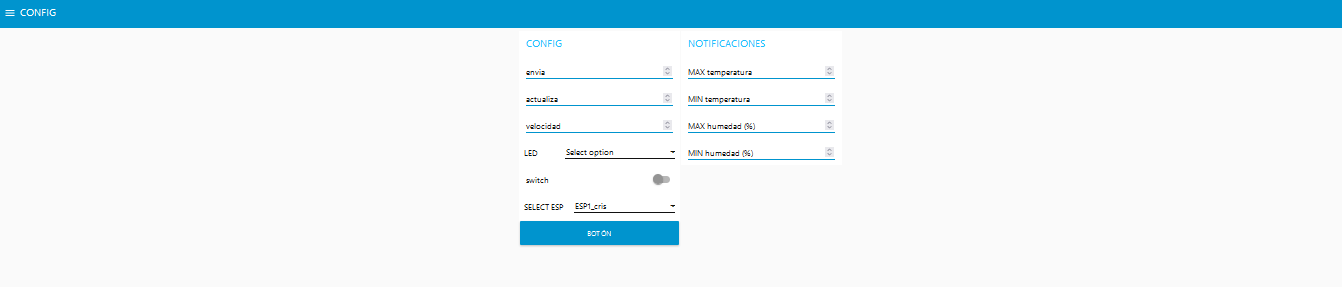 CONFIG
CONFIG
envia
actualiza
velocidad
LED Select option
switch
SELECT ESP ESP1_cris
BOTÓN
NOTIFICACIONES
MAX temperatura
MIN temperatura
MAX humedad (%)
MIN humedad (%)